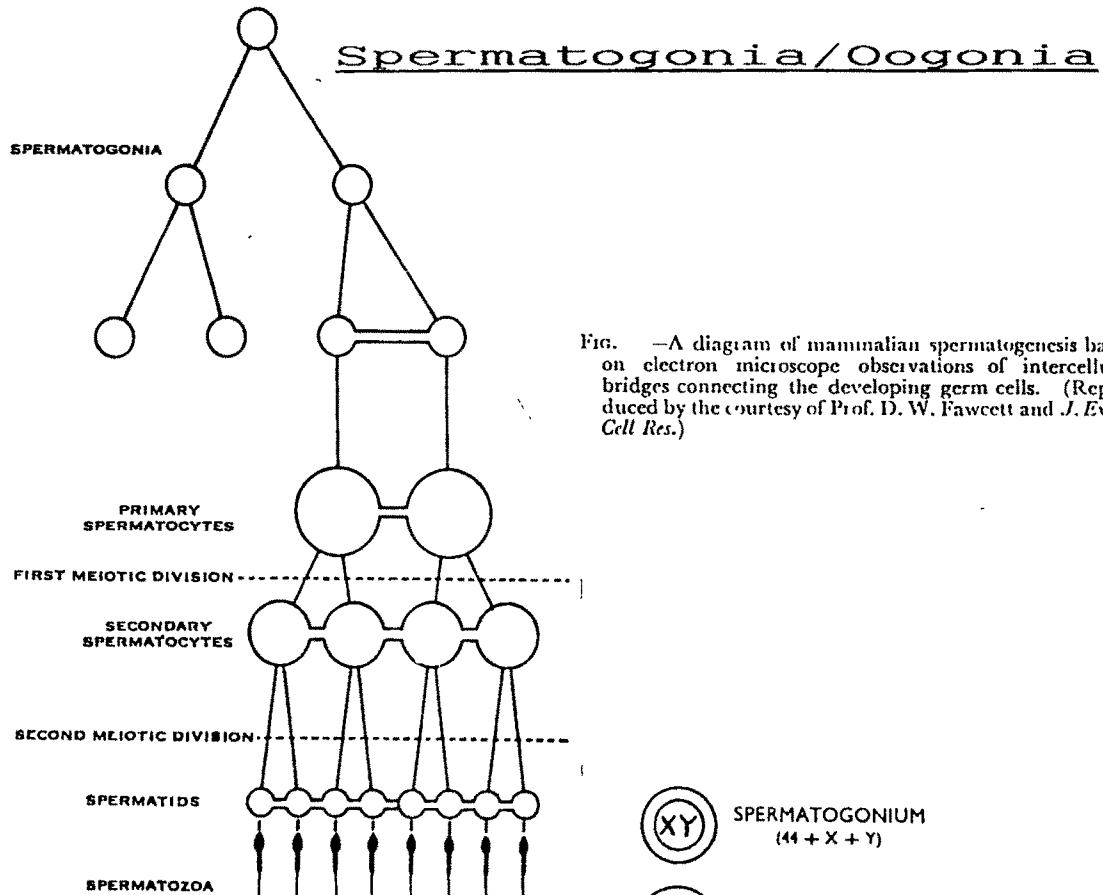 Spermatogonia/Oogonia
SPERMATOGONIA
FIG. —A diagram of mammalian spermatogenesis ba
on electron microscope observations of intercellu
bridges connecting the developing germ cells. (Rep
duced by the courtesy of Prof. D. W. Fawcett and J. Ex
Cell Res.)
PRIMARY
SPERMATOCYTES
FIRST MEIOTIC DIVISION
SECONDARY
SPERMATOCYTES
SECOND MEIOTIC DIVISION
SPERMATIDS
XY
SPERMATOGONIUM
(44 + X + Y)
SPERMATOZOA